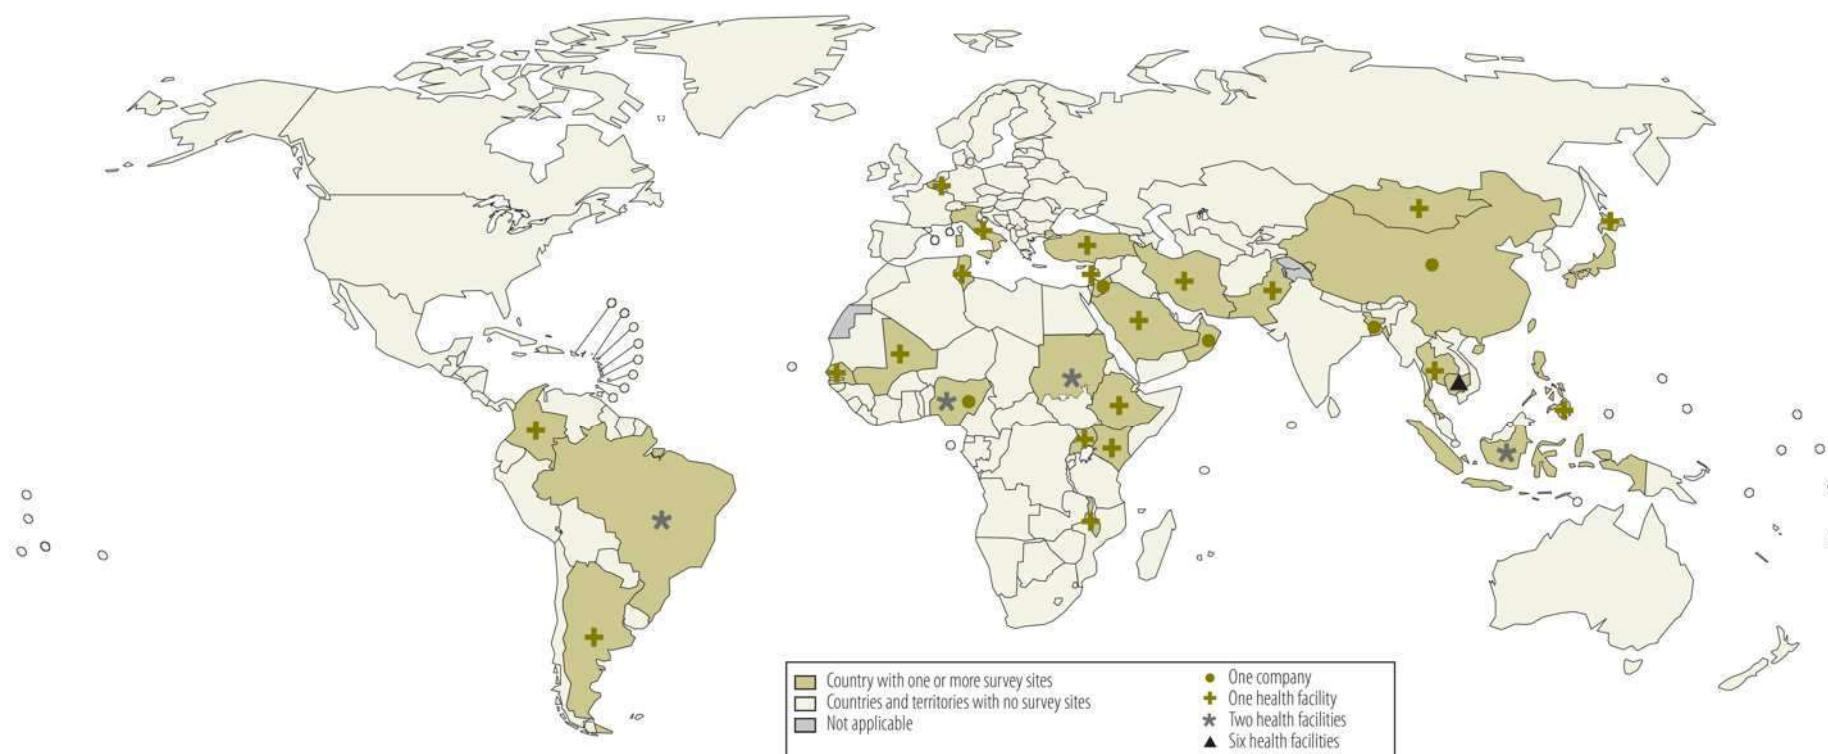 Country with one or more survey sites
Countries and territories with no survey sites
Not applicable
One company
One health facility
Two health facilities
Six health facilities